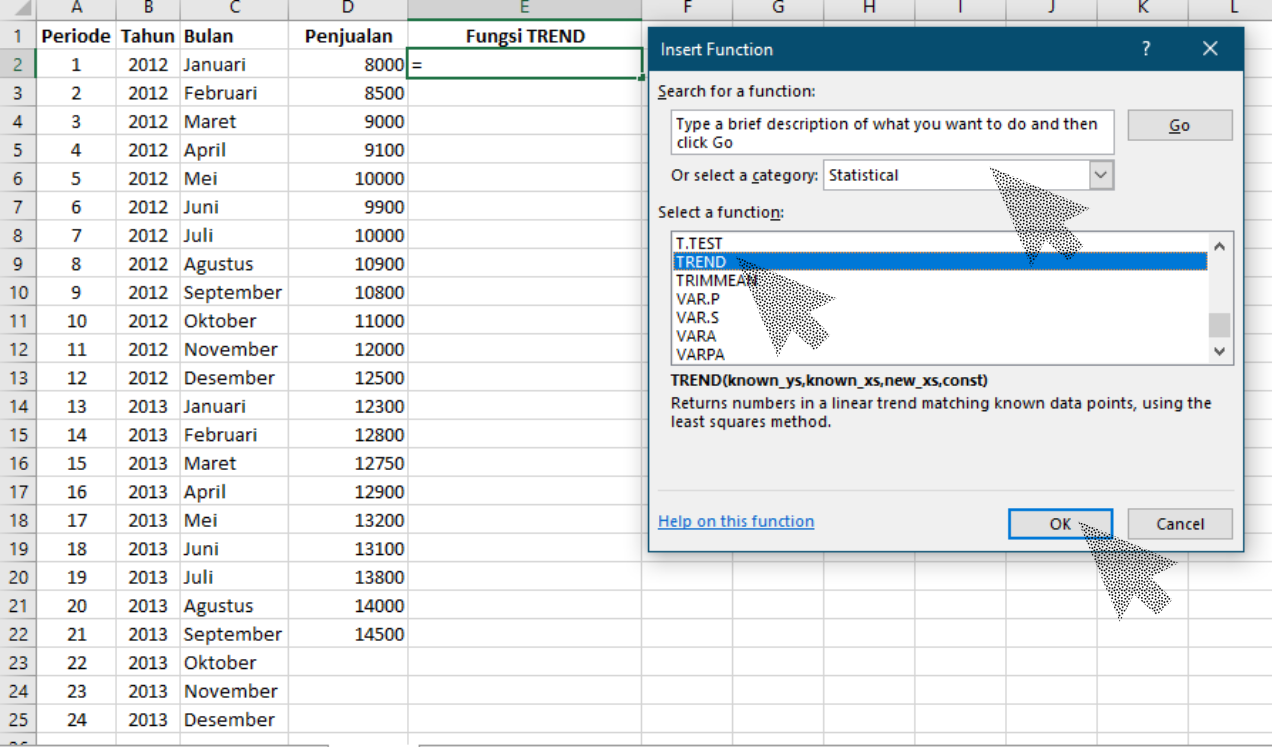 A B C D E F G H I J K L
1 Periode Tahun Bulan Penjualan Fungsi TREND
2 1 2012 Januari 8000 =
3 2 2012 Februari 8500
4 3 2012 Maret 9000
5 4 2012 April 9100
6 5 2012 Mei 10000
7 6 2012 Juni 9900
8 7 2012 Juli 10000
9 8 2012 Agustus 10900
10 9 2012 September 10800
11 10 2012 Oktober 11000
12 11 2012 November 12000
13 12 2012 Desember 12500
14 13 2013 Januari 12300
15 14 2013 Februari 12800
16 15 2013 Maret 12750
17 16 2013 April 12900
18 17 2013 Mei 13200
19 18 2013 Juni 13100
20 19 2013 Juli 13800
21 20 2013 Agustus 14000
22 21 2013 September 14500
23 22 2013 Oktober
24 23 2013 November
25 24 2013 Desember
Insert Function ?
Search for a function:
Type a brief description of what you want to do and then
click Go
Go
Or select a category: Statistical
Select a function:
T.TEST
TREND
TRIMMEAN
VAR.P
VAR.S
VARA
VARPA
TREND(known_ys,known_xs,new_xs,const)
Returns numbers in a linear trend matching known data points, using the
least squares method.
Help on this function
OK Cancel